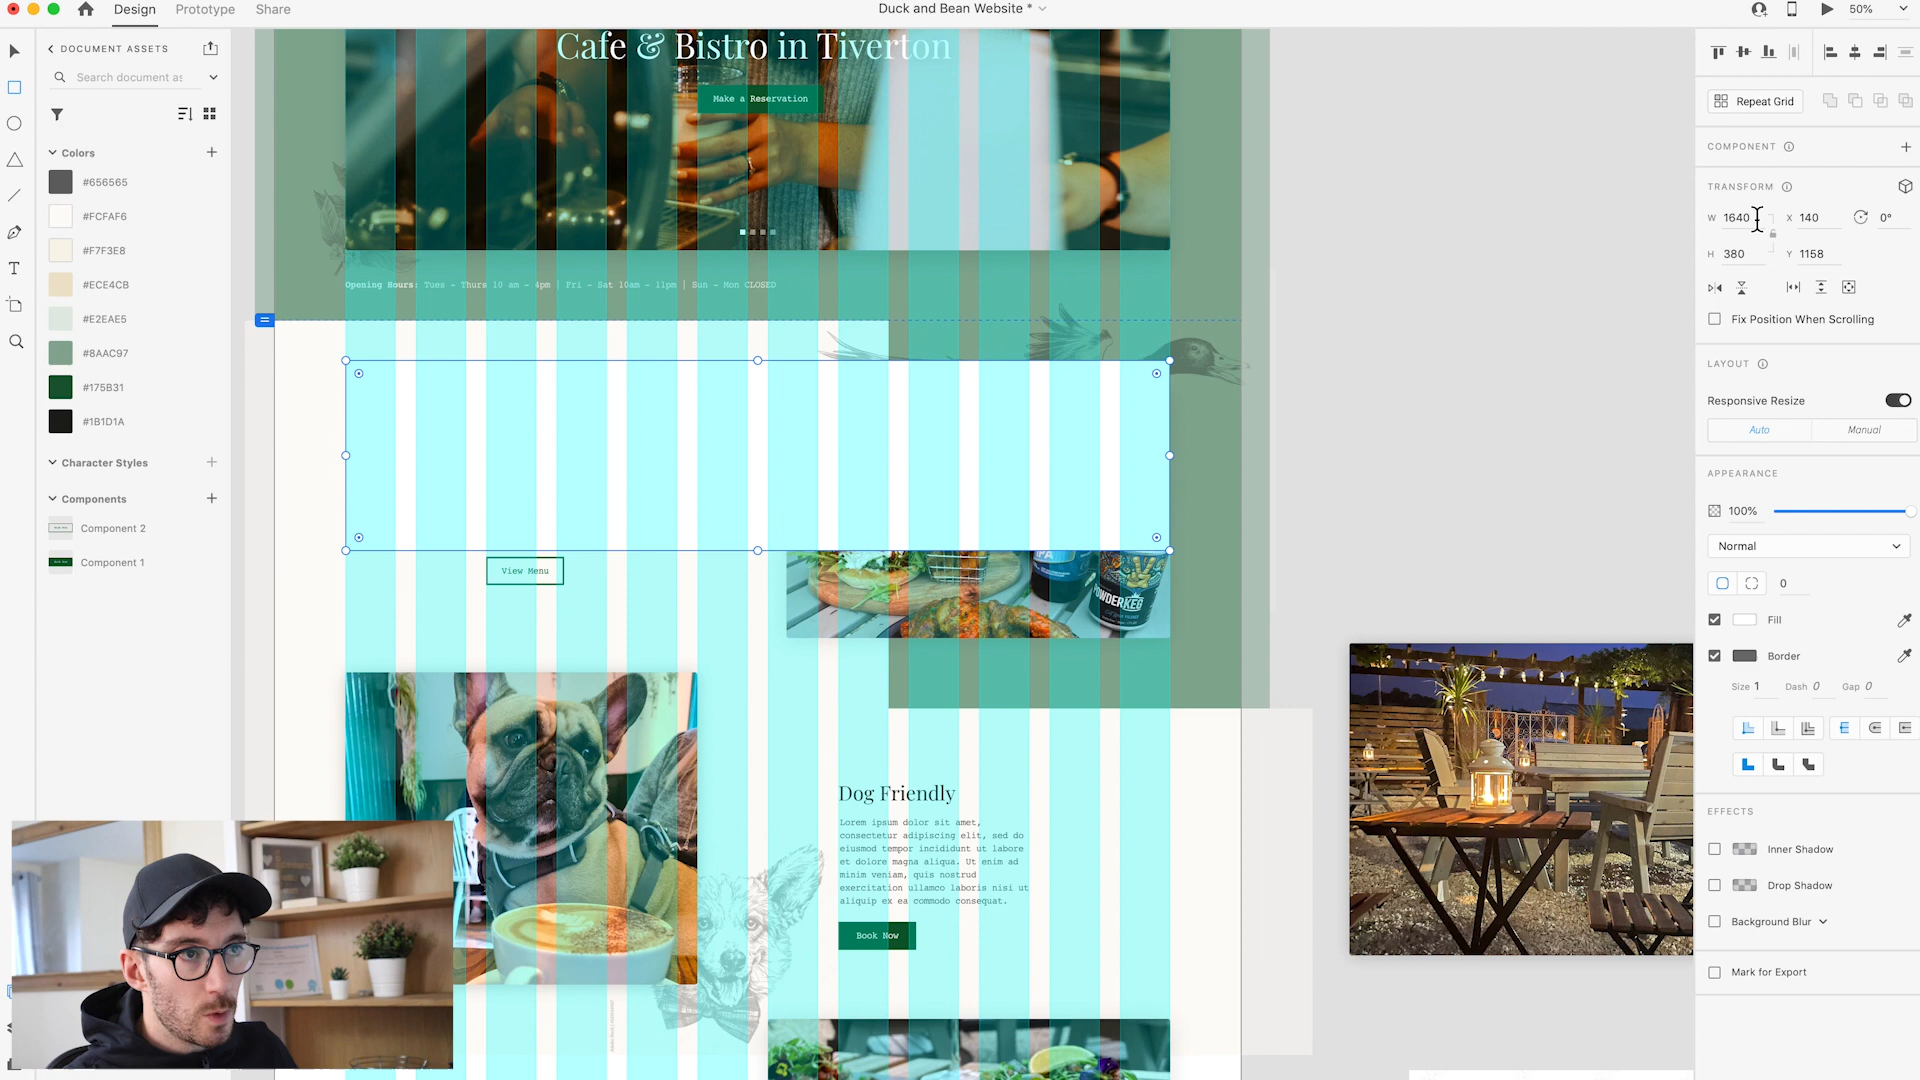 Design
Prototype
Share
Duck and Bean Website *
50%
DOCUMENT ASSETS
Search document as
Colors
#656565
#FCFAF6
#F7F3E8
#ECE4CB
#E2EAE5
#8AAC97
#175B31
#1B1D1A
Character Styles
Components
Component 2
Component 1
Cafe & Bistro in Tiverton
Make a Reservation
Opening Hours: Tues - Thurs 10 am - 4pm | Fri - Sat 10am - 11pm | Sun - Mon CLOSED
View Menu
POWDERKEG
Dog Friendly
Lorem ipsum dolor sit amet,
consectetur adipiscing elit, sed do
eiusmod tempor incididunt ut labore
et dolore magna aliqua. Ut enim ad
minim veniam, quis nostrud
exercitation ullamco laboris nisi ut
aliquip ex ea commodo consequat.
Book Now
Repeat Grid
COMPONENT
TRANSFORM
W 1640 X 140 0°
H 380 Y 1158
Fix Position When Scrolling
LAYOUT
Responsive Resize
Auto Manual
APPEARANCE
100%
Normal
0
Fill
Border
Size 1 Dash 0 Gap 0
EFFECTS
Inner Shadow
Drop Shadow
Background Blur
Mark for Export